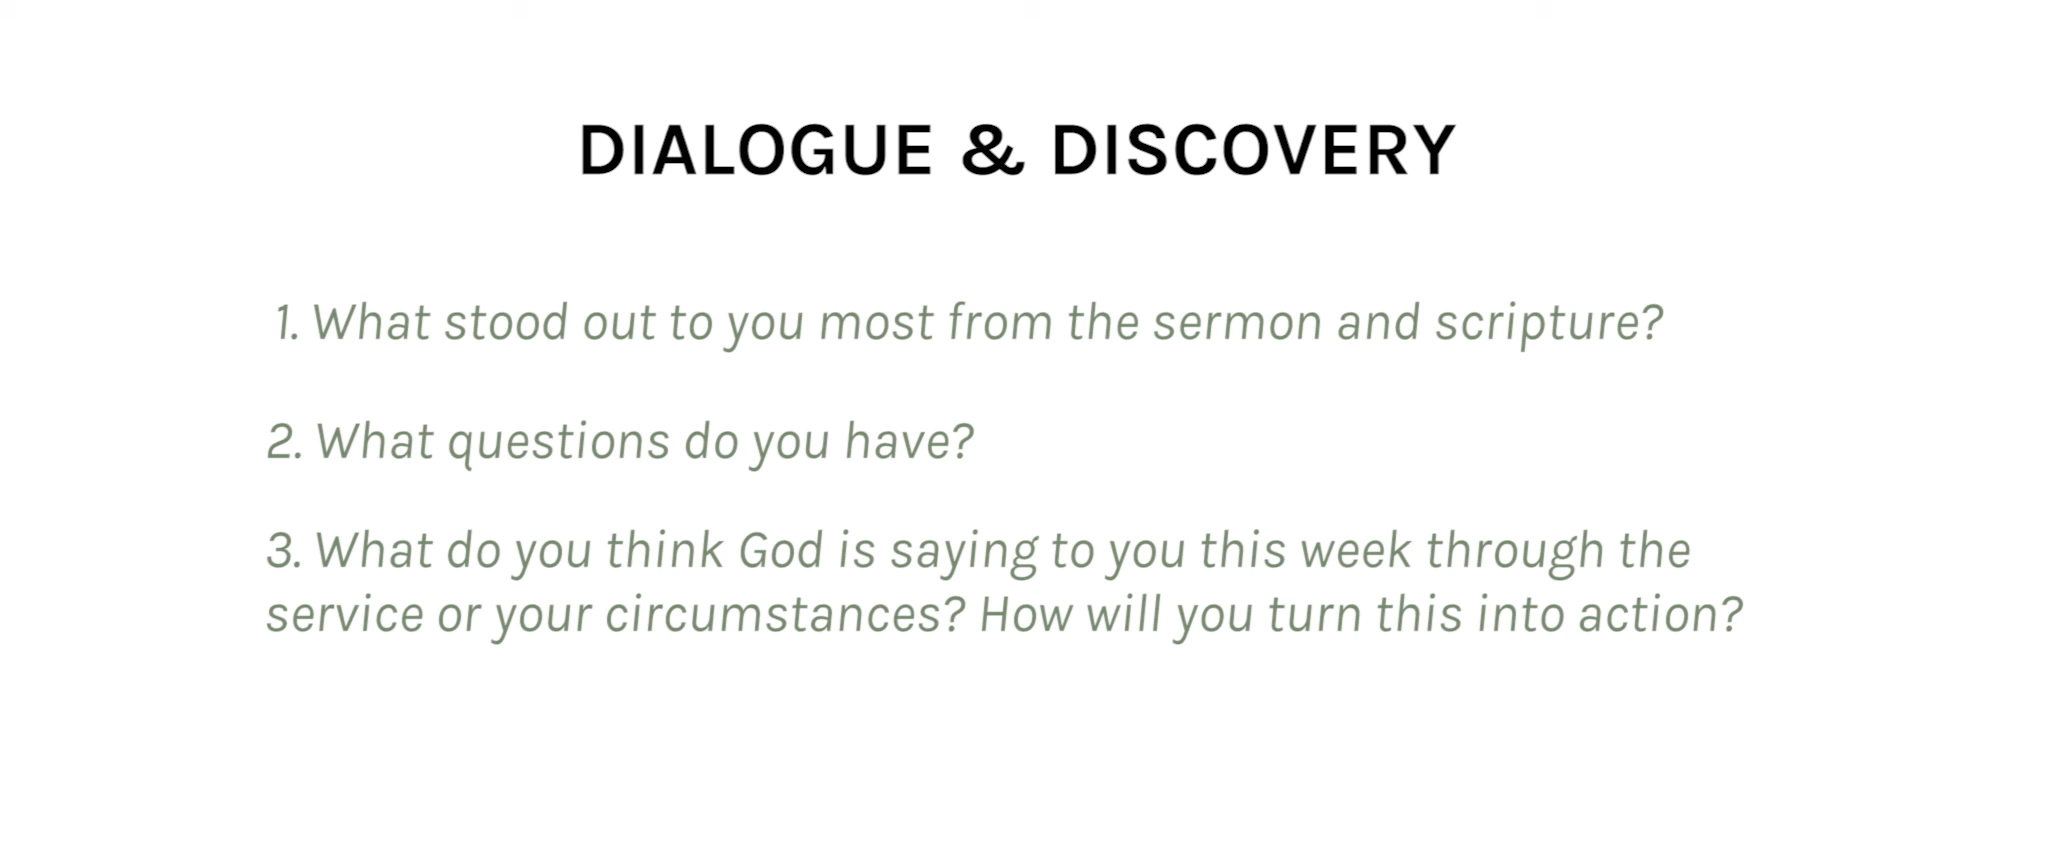 DIALOGUE & DISCOVERY
1. What stood out to you most from the sermon and scripture?
2. What questions do you have?
3. What do you think God is saying to you this week through the
service or your circumstances? How will you turn this into action?